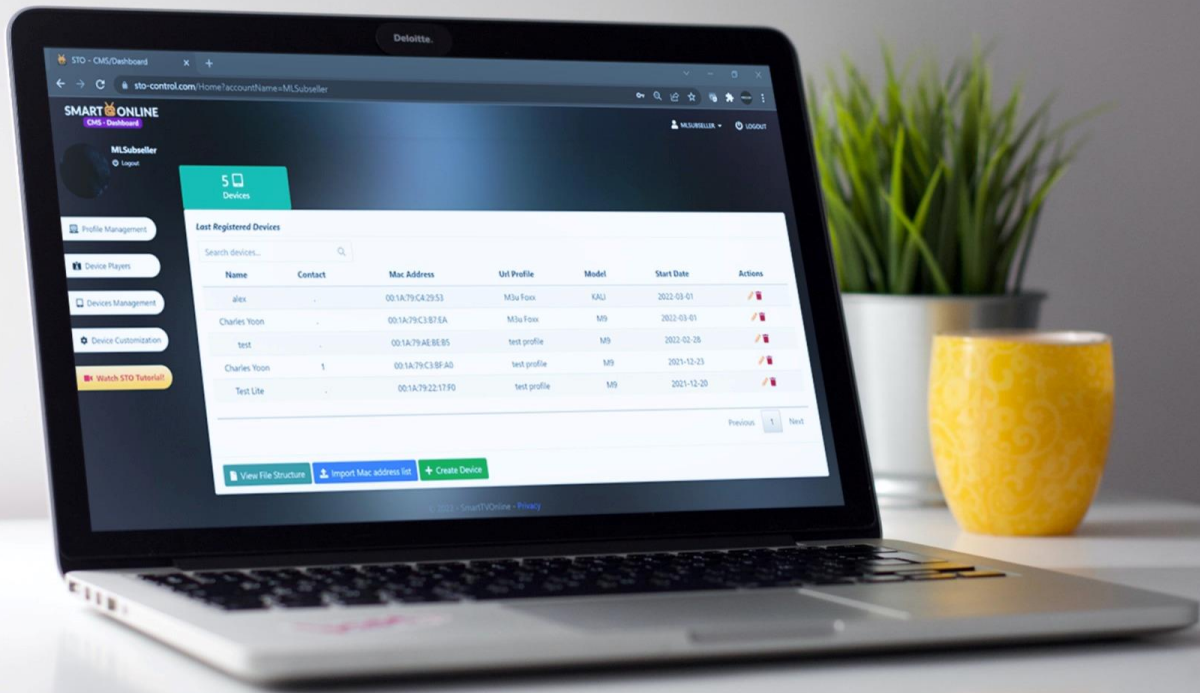 Deloitte.
STO - CMS/Dashboard
sto-control.com/Home?accountName=MLSubseller
SMART ONLINE
CMS - Dashboard
MLSUBSELLER
LOGOUT
MLSubseller
Logout
5
Devices
Profile Management
Device Players
Devices Management
Device Customization
Watch STO Tutorial!
Last Registered Devices
Search devices...
Name Contact Mac Address Url Profile Model Start Date Actions
alex . 00:1A:79:C4:29:53 M3u Foxx KALI 2022-03-01
Charles Yoon . 00:1A:79:C3:B7:EA M3u Foxx M9 2022-03-01
test . 00:1A:79:AE:BE:B5 test profile M9 2022-02-28
Charles Yoon 1 00:1A:79:C3:BF:A0 test profile M9 2021-12-23
Test Lite . 00:1A:79:22:17:F0 test profile M9 2021-12-20
Previous 1 Next
View File Structure
Import Mac address list
Create Device
© 2022 - SmartTVOnline - Privacy